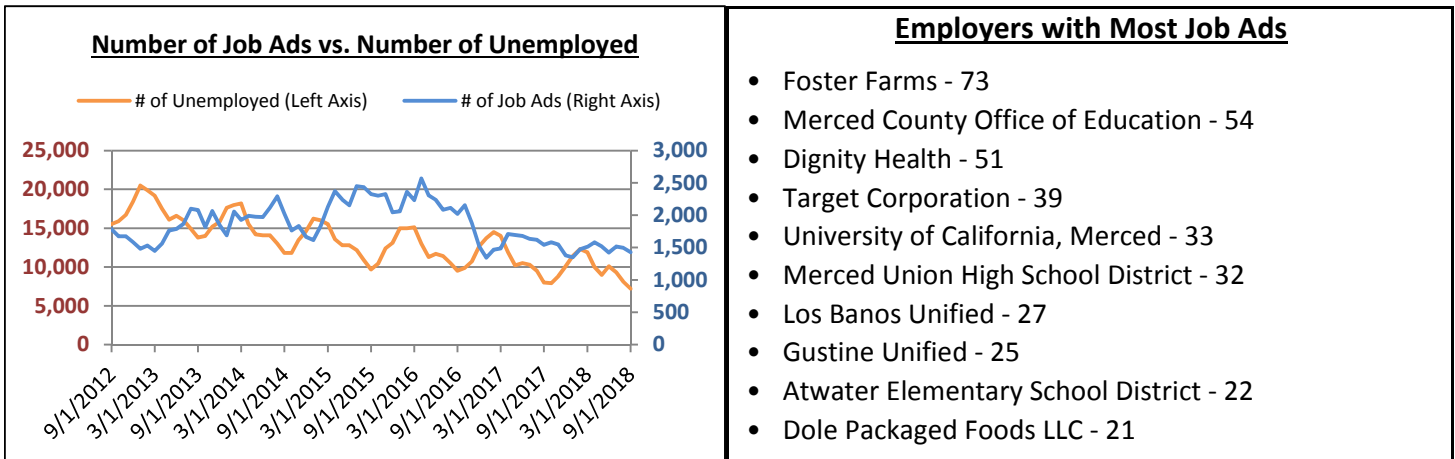 Number of Job Ads vs. Number of Unemployed
# of Unemployed (Left Axis)
# of Job Ads (Right Axis)
25,000
20,000
15,000
10,000
5,000
0
3,000
2,500
2,000
1,500
1,000
500
0
9/1/2012
3/1/2013
9/1/2013
3/1/2014
9/1/2014
3/1/2015
9/1/2015
3/1/2016
9/1/2016
3/1/2017
9/1/2017
3/1/2018
9/1/2018
Employers with Most Job Ads
• Foster Farms - 73
• Merced County Office of Education - 54
• Dignity Health - 51
• Target Corporation - 39
• University of California, Merced - 33
• Merced Union High School District - 32
• Los Banos Unified - 27
• Gustine Unified - 25
• Atwater Elementary School District - 22
• Dole Packaged Foods LLC - 21